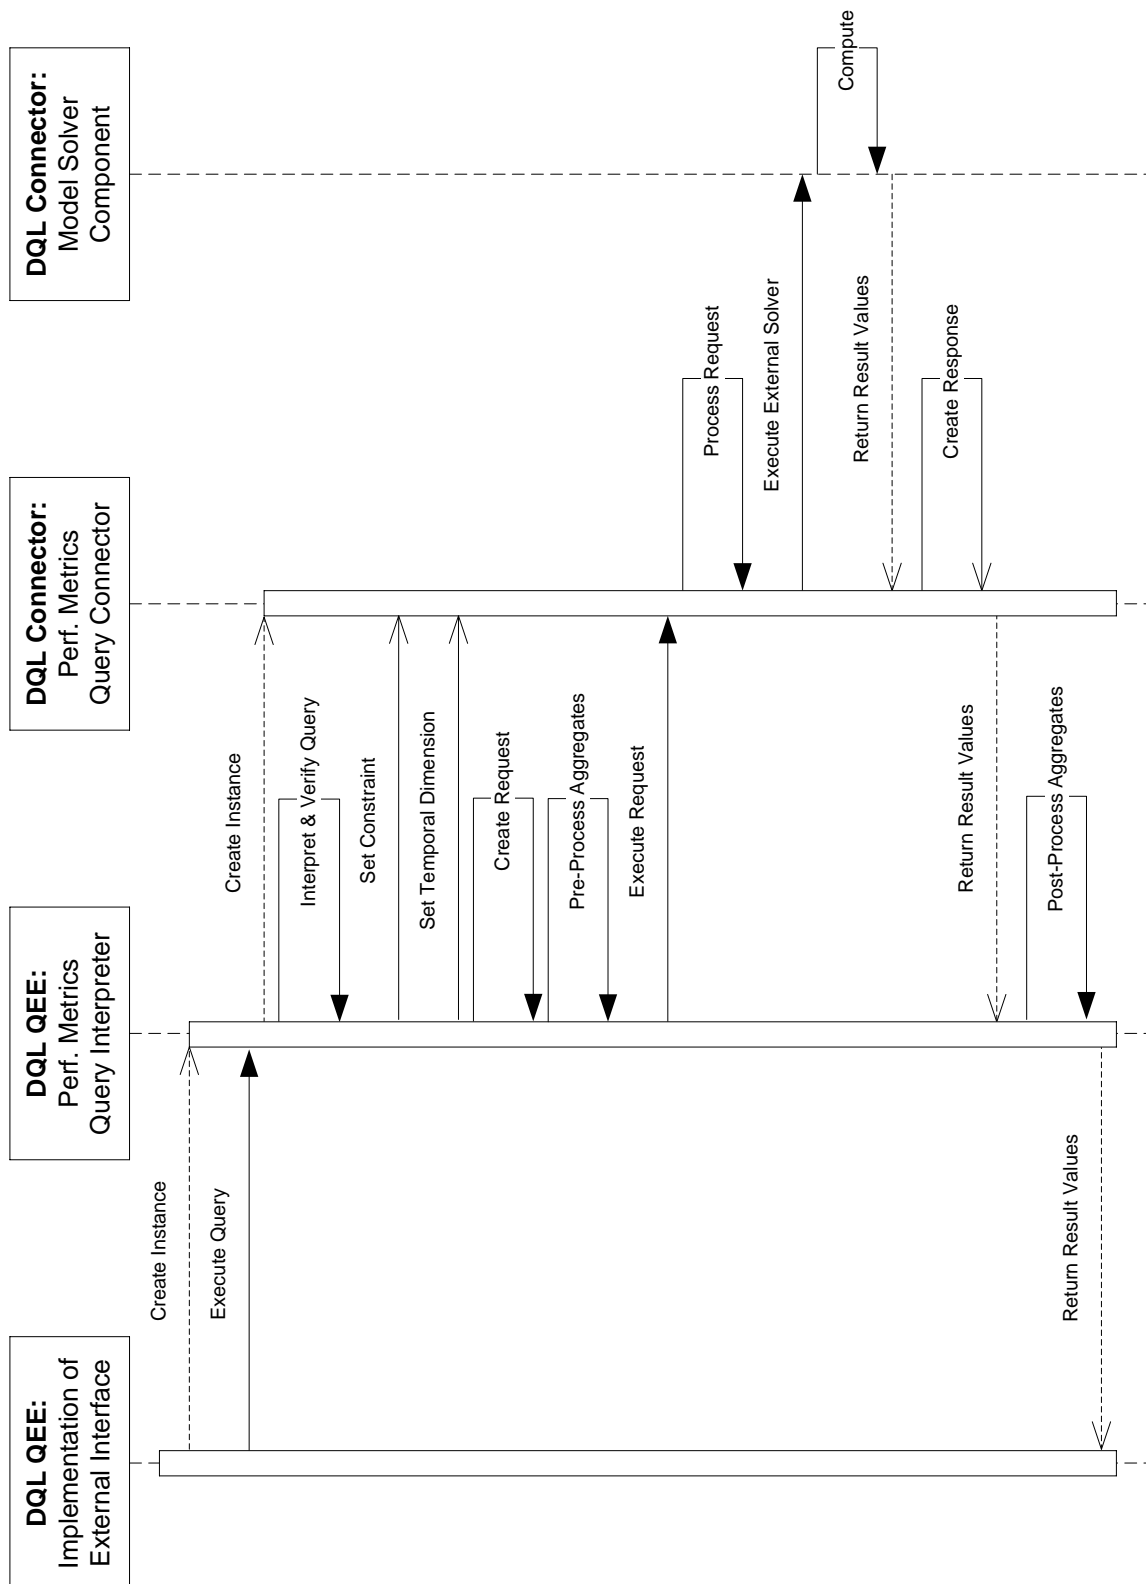 DQL QEE:
Implementation of
External Interface
DQL QEE:
Perf. Metrics
Query Interpreter
DQL Connector:
Perf. Metrics
Query Connector
DQL Connector:
Model Solver
Component
Create Instance
Execute Query
Create Instance
Interpret & Verify Query
Set Constraint
Set Temporal Dimension
Create Request
Pre-Process Aggregates
Execute Request
Process Request
Execute External Solver
Compute
Return Result Values
Create Response
Return Result Values
Post-Process Aggregates
Return Result Values